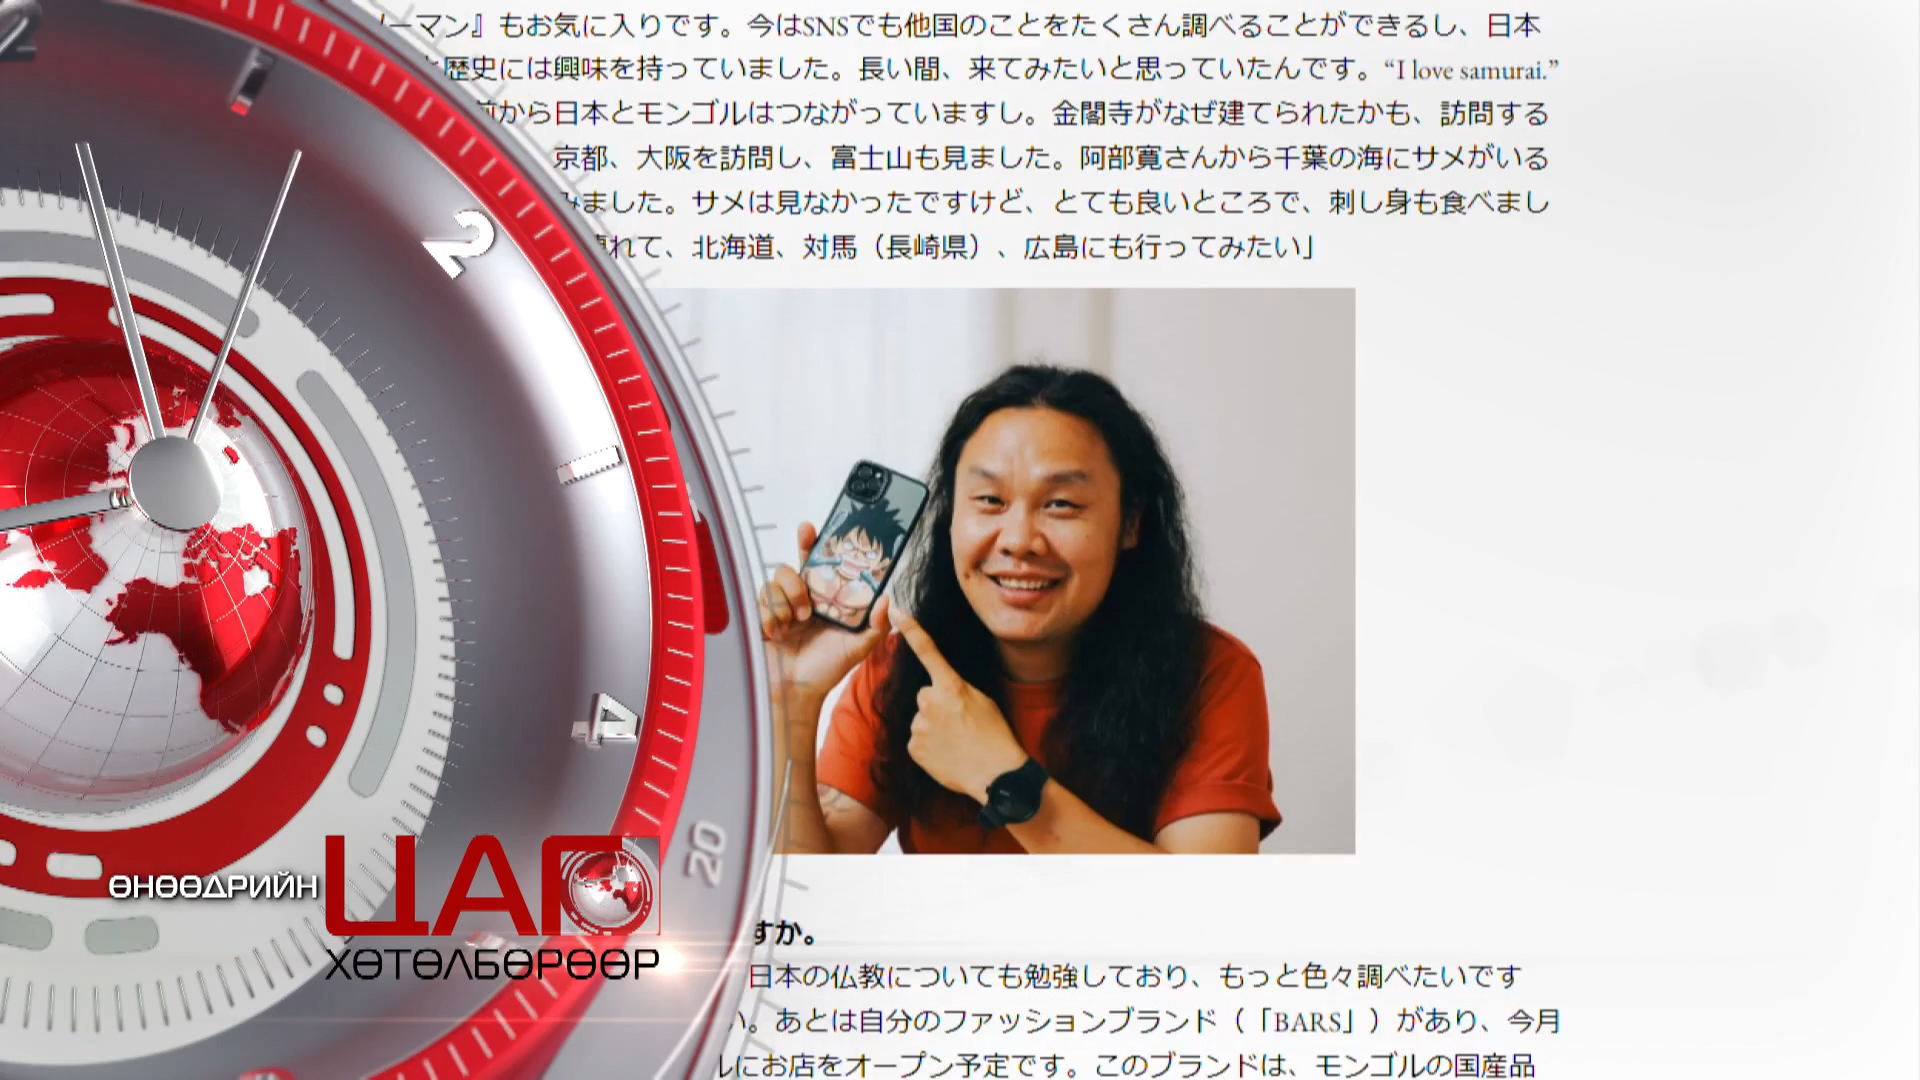 ーマン』もお気に入りです。今はSNSでも他国のことをたくさん調べることができるし、日本
歴史には興味を持っていました。長い間、来てみたいと思っていたんです。“I love samurai.”
前から日本とモンゴルはつながっていますし。金閣寺がなぜ建てられたかも、訪問する
京都、大阪を訪問し、富士山も見ました。阿部寛さんから千葉の海にサメがいる
みました。サメは見なかったですけど、とても良いところで、刺し身も食べまし
れて、北海道、対馬（長崎県）、広島にも行ってみたい」
2
4
20
ӨНӨӨДРИЙН ЦАГ
ХӨТӨЛБӨРӨӨР
すか。
日本の仏教についても勉強しており、もっと色々調べたいです
い。あとは自分のファッションブランド（「BARS」）があり、今月
ルにお店をオープン予定です。このブランドは、モンゴルの国産品